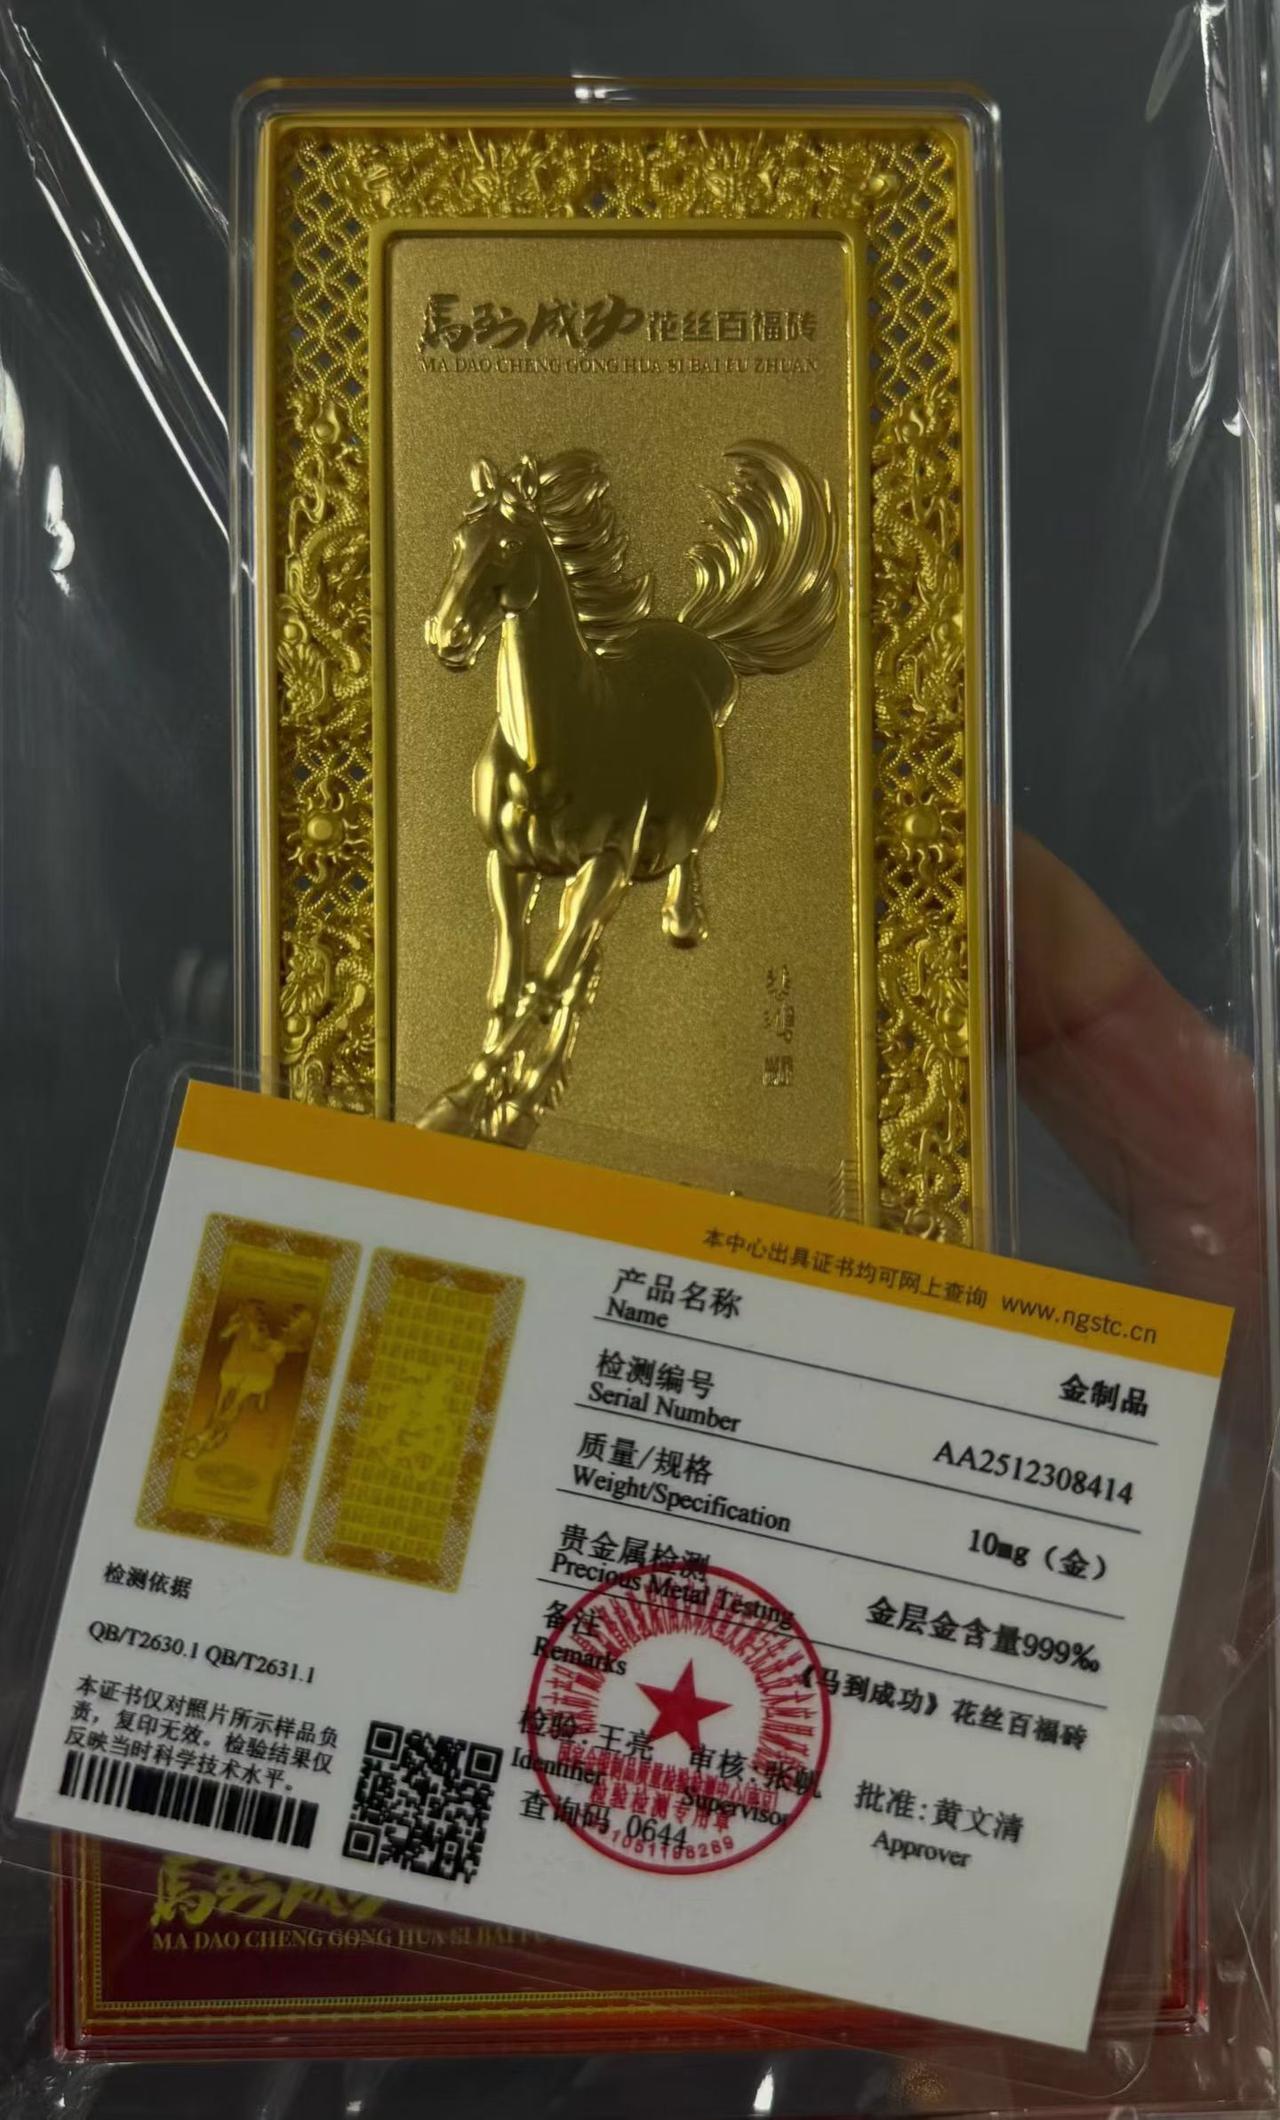 馬到成功 花丝百福砖
MA DAO CHENG GONG HUA SI BAI FU ZHUAN
本中心出具证书均可网上查询 www.ngstc.cn
产品名称
Name
金制品
检测编号
Serial Number
AA2512308414
质量/规格
Weight/Specification
10mg（金）
贵金属检测
Precious Metal Testing
金层金含量999‰
备注
Remarks
《马到成功》花丝百福砖
检验:王亮 审核:张帆 批准:黄文清
Identifier Supervisor Approver
查询码 0644
检验检测专用章
检测依据
QB/T2630.1 QB/T2631.1
本证书仅对照片所示样品负
责，复印无效。检验结果仅
反映当时科学技术水平。
馬到成功
MA DAO CHENG GONG HUA SI BAI FU